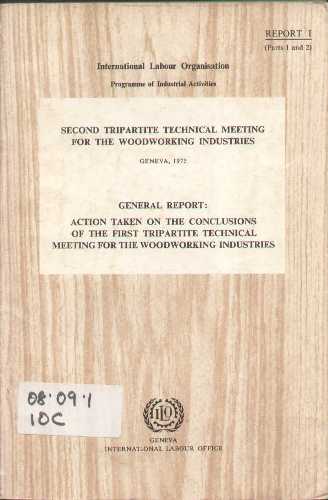 REPORT I
(Parts 1 and 2)
International Labour Organisation
Programme of Industrial Activities
SECOND TRIPARTITE TECHNICAL MEETING
FOR THE WOODWORKING INDUSTRIES
GENEVA, 1975
GENERAL REPORT:
ACTION TAKEN ON THE CONCLUSIONS
OF THE FIRST TRIPARTITE TECHNICAL
MEETING FOR THE WOODWORKING INDUSTRIES
08·09·1
10C
ILO
GENEVA
INTERNATIONAL LABOUR OFFICE